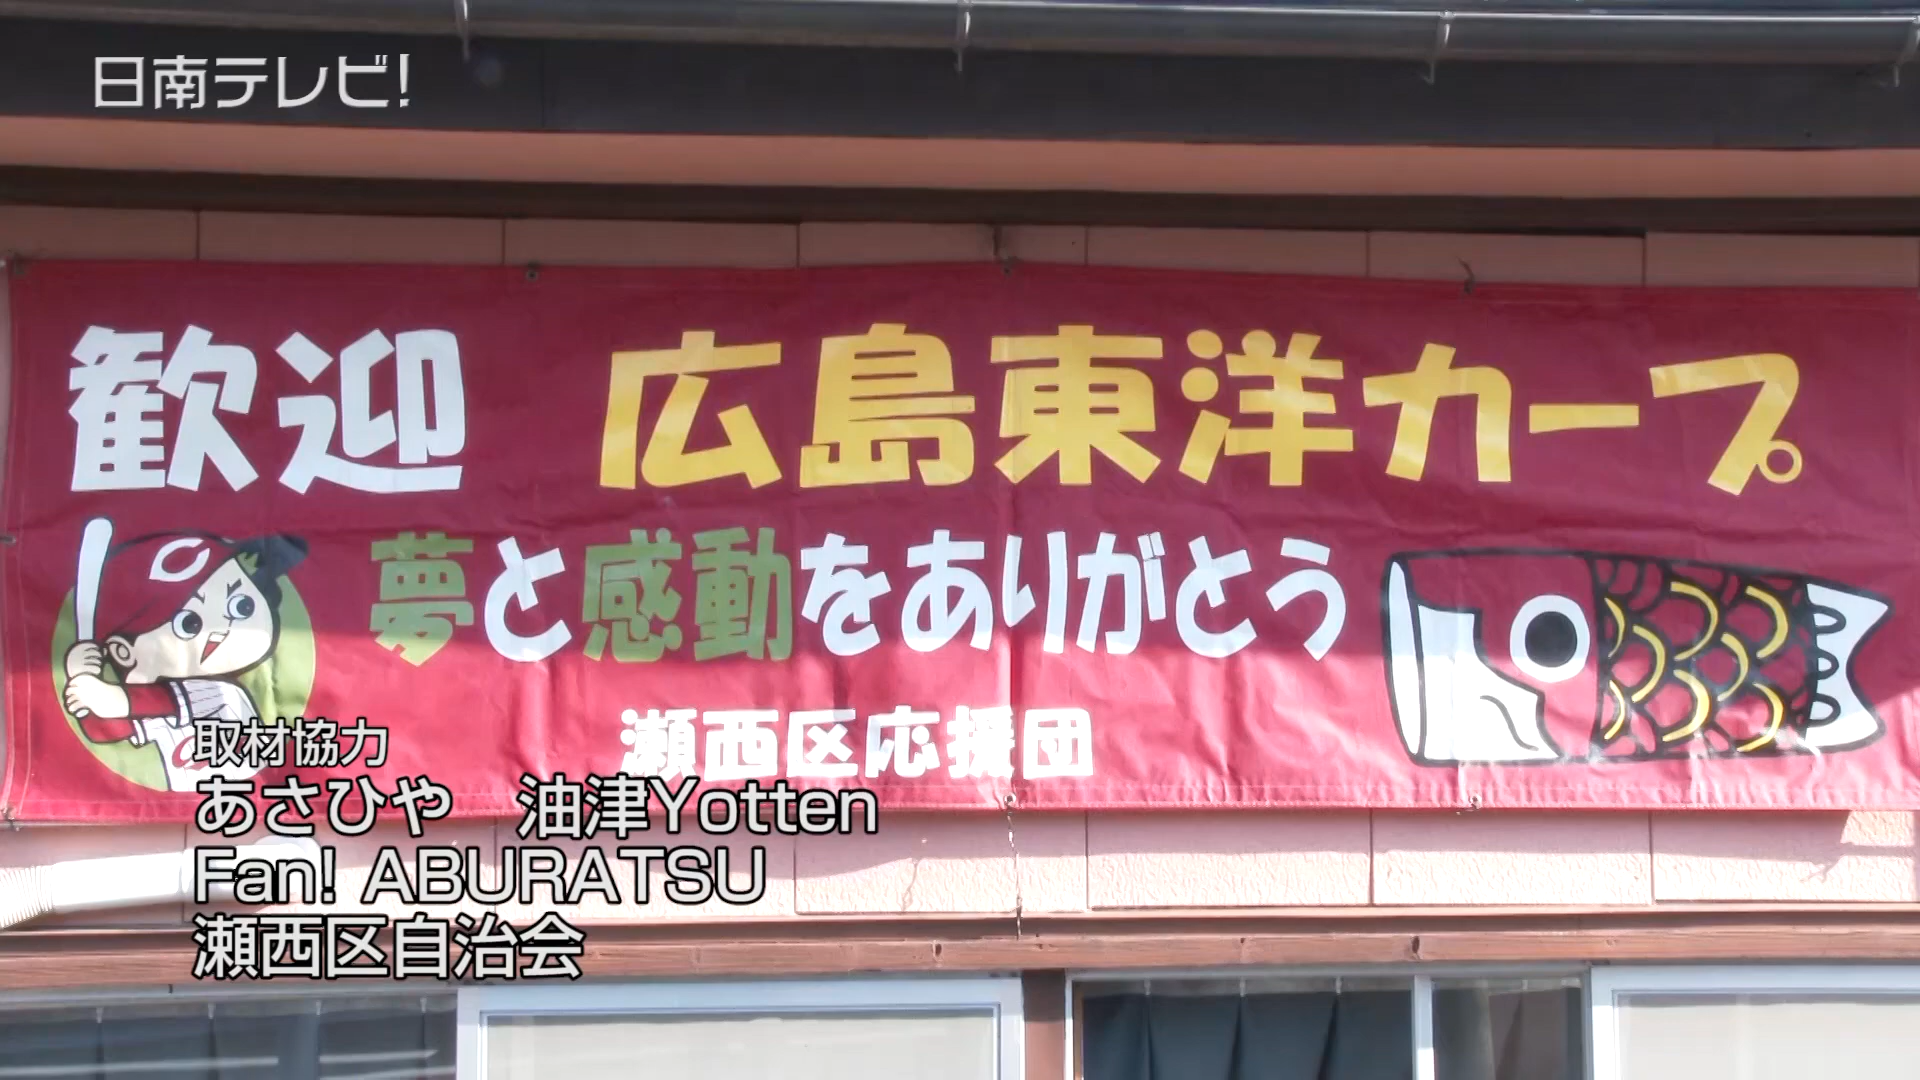 日南テレビ!
歓迎 広島東洋カープ
夢と感動をありがとう
瀬西区応援団
取材協力
あさひや 油津Yotten
Fan! ABURATSU
瀬西区自治会